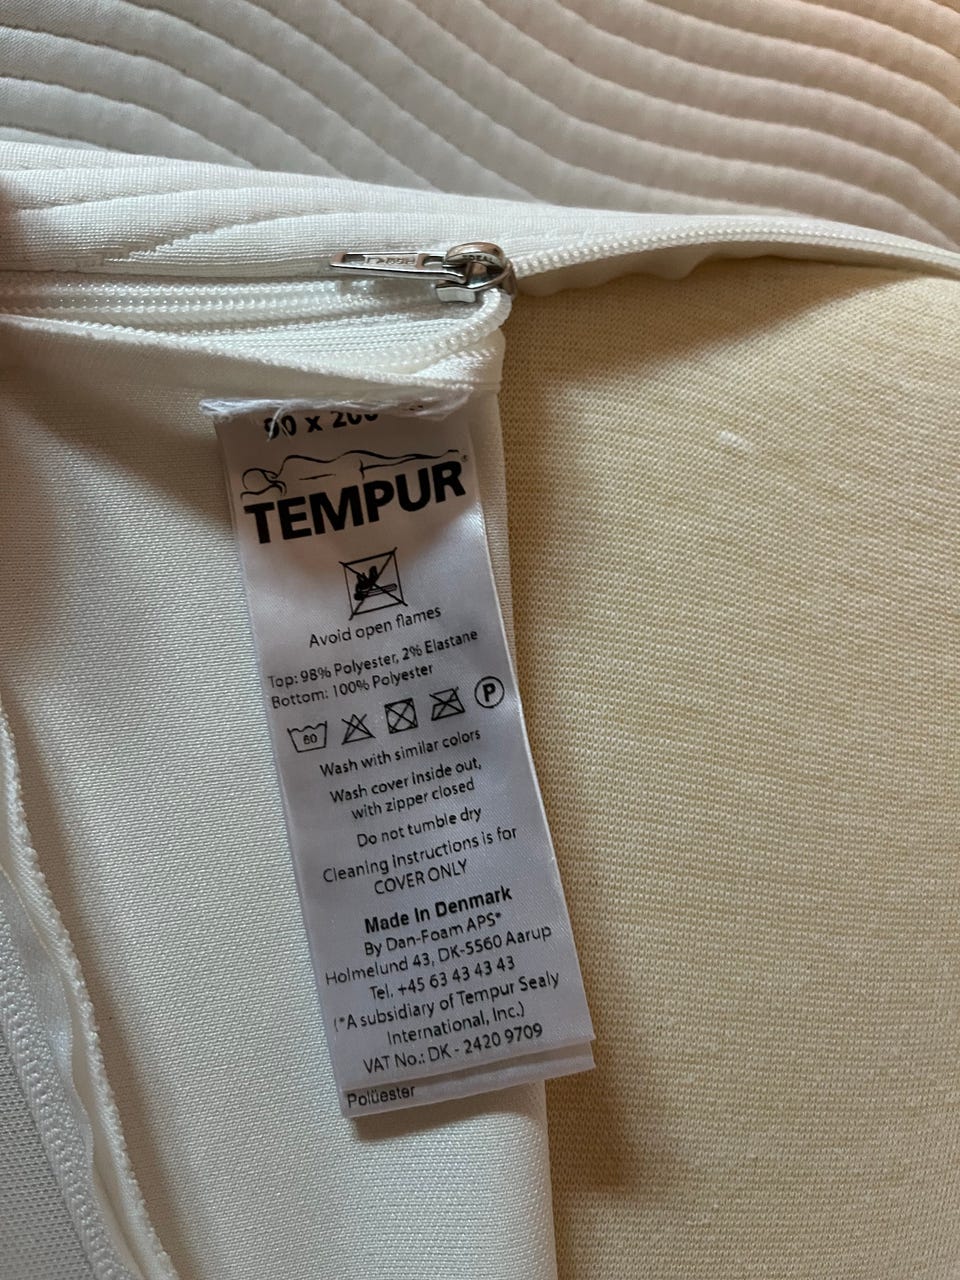 90 x 200
TEMPUR®
Avoid open flames
Top: 98% Polyester, 2% Elastane
Bottom: 100% Polyester
60
P
Wash with similar colors
Wash cover inside out,
with zipper closed
Do not tumble dry
Cleaning instructions is for
COVER ONLY
Made In Denmark
By Dan-Foam APS*
Holmelund 43, DK-5560 Aarup
Tel. +45 63 43 43 43
(*A subsidiary of Tempur Sealy
International, Inc.)
VAT No.: DK - 2420 9709
Polüester